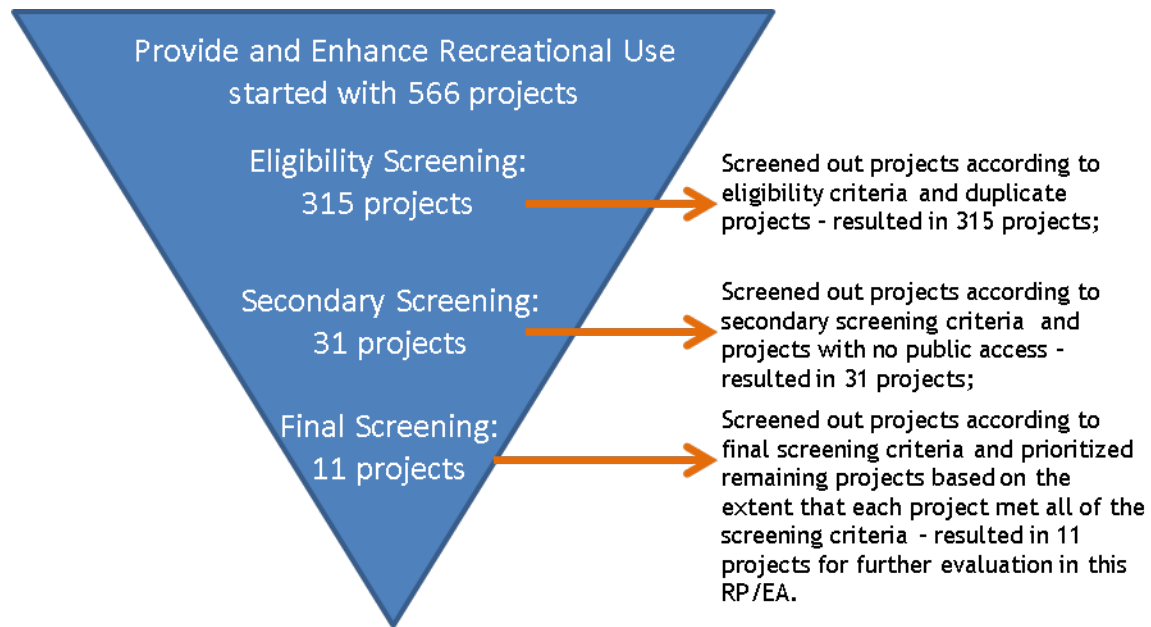 Provide and Enhance Recreational Use
started with 566 projects
Eligibility Screening:
315 projects
Screened out projects according to
eligibility criteria and duplicate
projects – resulted in 315 projects;
Secondary Screening:
31 projects
Screened out projects according to
secondary screening criteria and
projects with no public access –
resulted in 31 projects;
Final Screening:
11 projects
Screened out projects according to
final screening criteria and prioritized
remaining projects based on the
extent that each project met all of the
screening criteria – resulted in 11
projects for further evaluation in this
RP/EA.